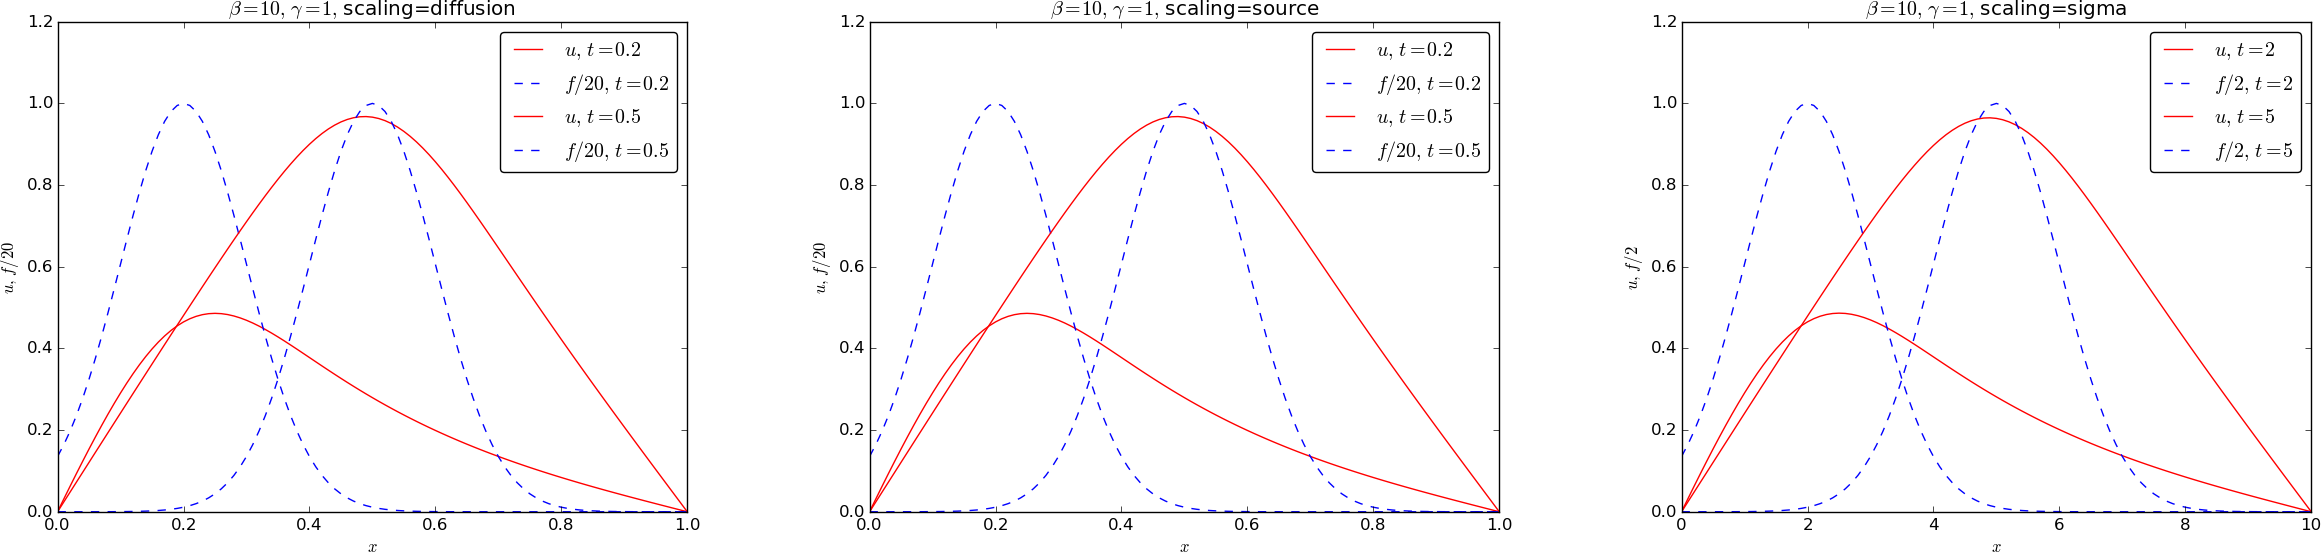 β=10, γ=1, scaling=diffusion
1.2
1.0
0.8
0.6
0.4
0.2
0.0
u, f/20
u, t=0.2
f/20, t=0.2
u, t=0.5
f/20, t=0.5
0.0 0.2 0.4 0.6 0.8 1.0
x
β=10, γ=1, scaling=source
1.2
1.0
0.8
0.6
0.4
0.2
0.0
u, f/20
u, t=0.2
f/20, t=0.2
u, t=0.5
f/20, t=0.5
0.0 0.2 0.4 0.6 0.8 1.0
x
β=10, γ=1, scaling=sigma
1.2
1.0
0.8
0.6
0.4
0.2
0.0
u, f/2
u, t=2
f/2, t=2
u, t=5
f/2, t=5
0 2 4 6 8 10
x